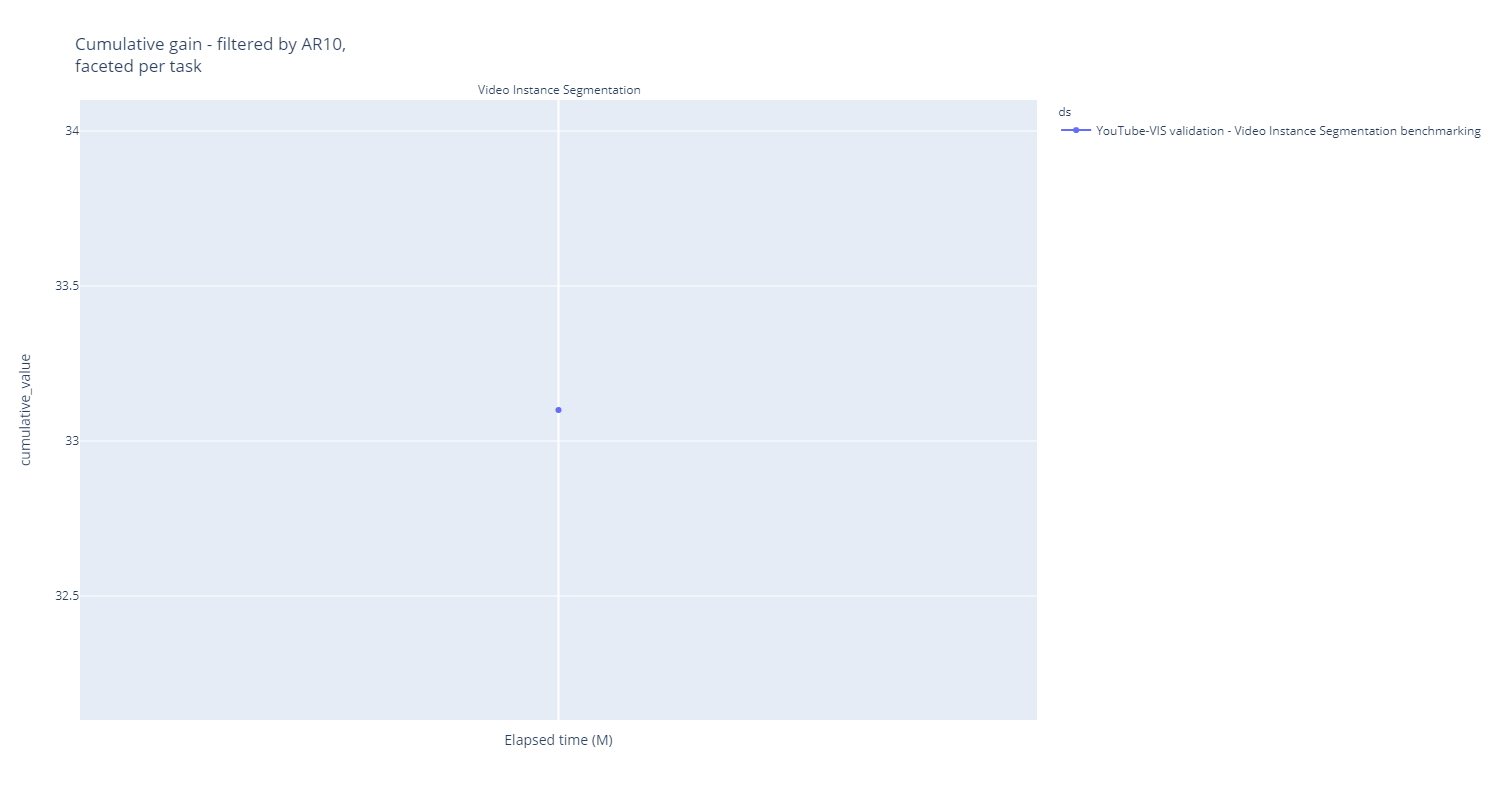 Cumulative gain - filtered by AR10,
faceted per task
Video Instance Segmentation
ds
YouTube-VIS validation - Video Instance Segmentation benchmarking
34
33.5
33
32.5
cumulative_value
Elapsed time (M)